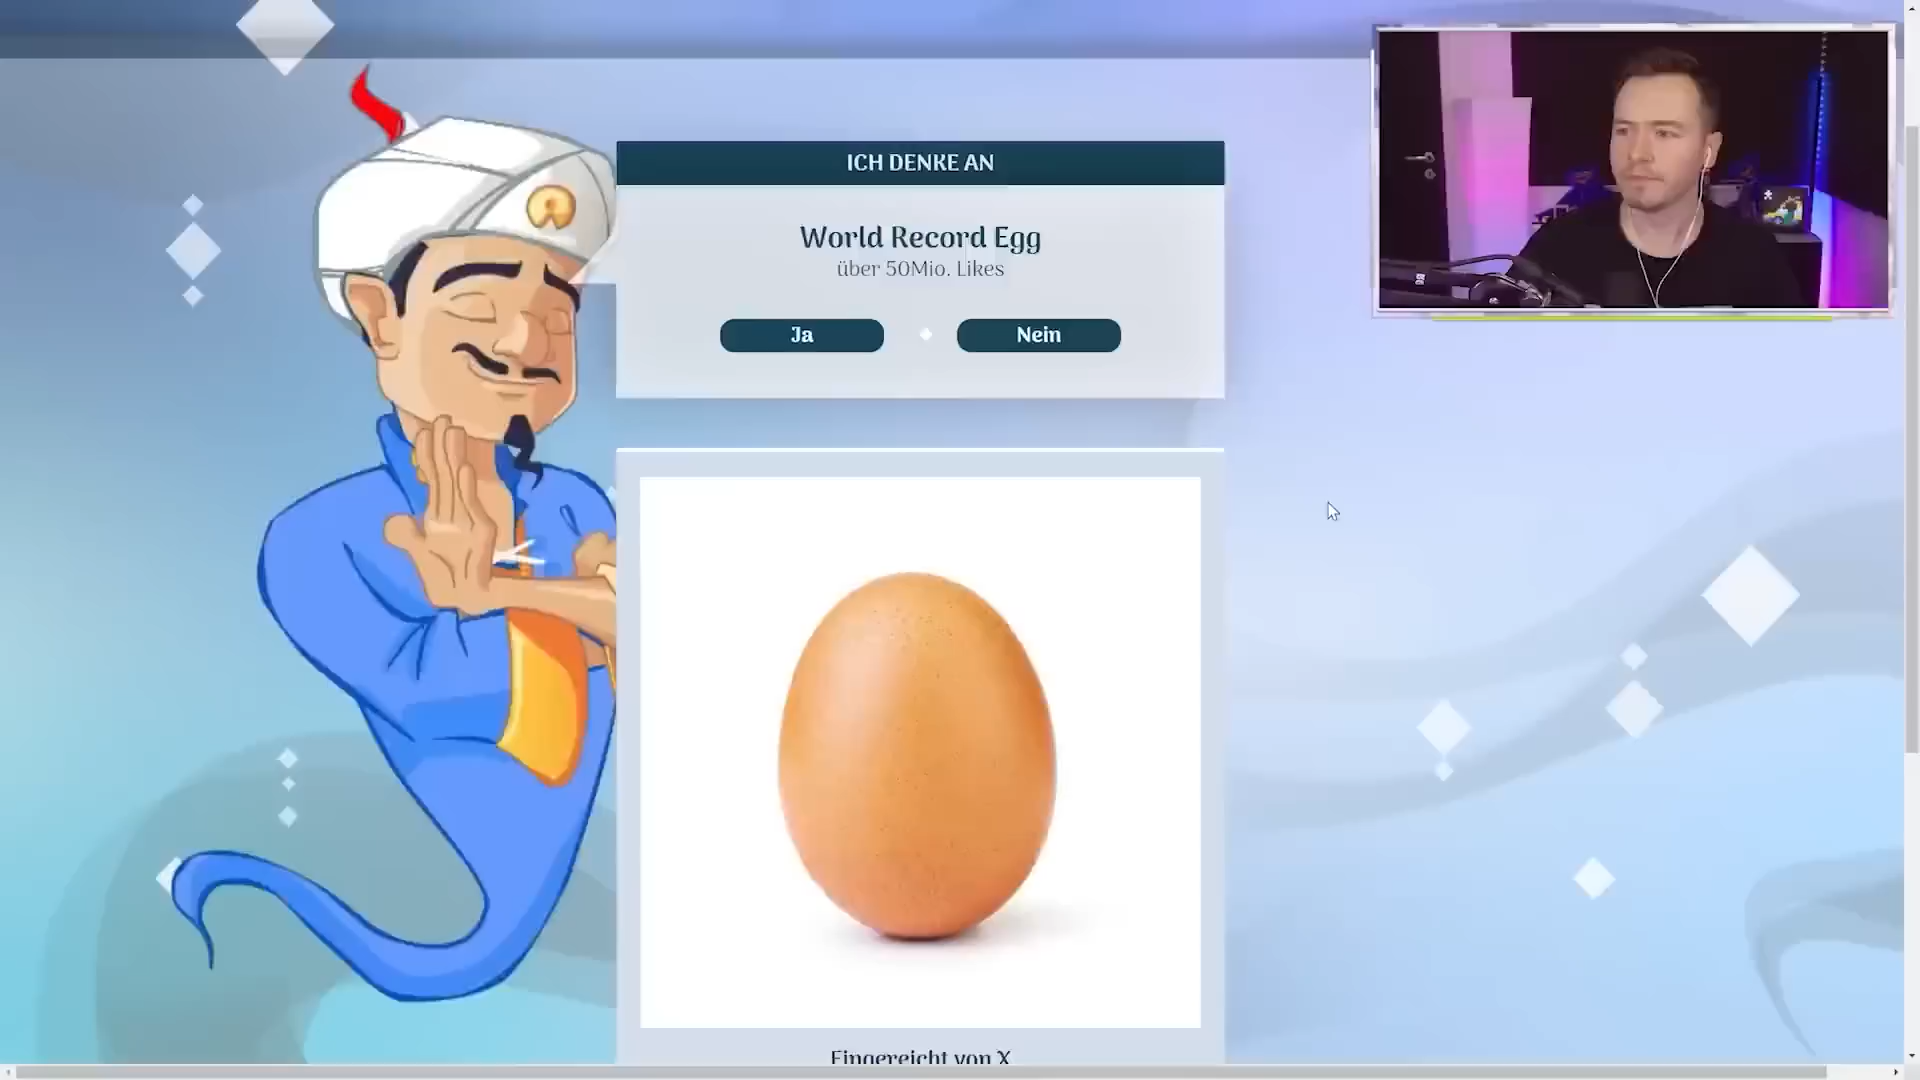 ICH DENKE AN
World Record Egg
über 50Mio. Likes
Ja
Nein
Eingereicht von X